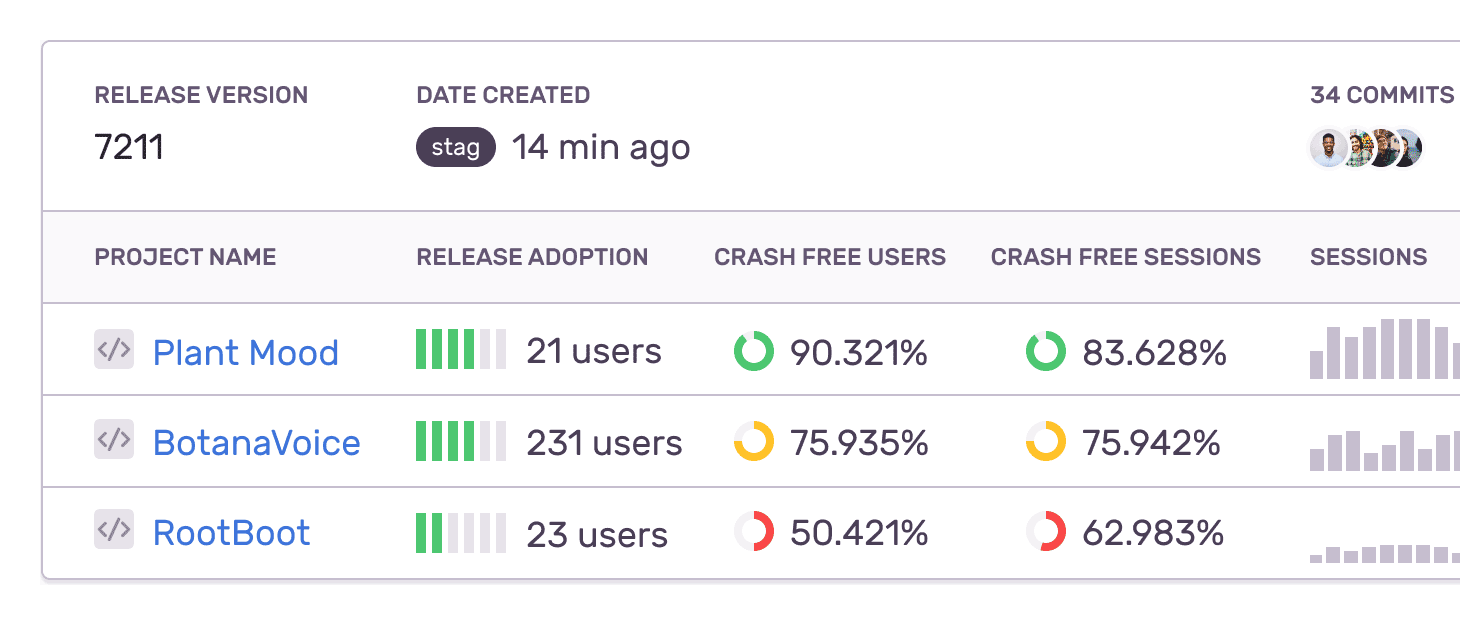 RELEASE VERSION DATE CREATED 34 COMMITS
7211 stag 14 min ago
PROJECT NAME RELEASE ADOPTION CRASH FREE USERS CRASH FREE SESSIONS SESSIONS
</> Plant Mood 21 users 90.321% 83.628%
</> BotanaVoice 231 users 75.935% 75.942%
</> RootBoot 23 users 50.421% 62.983%